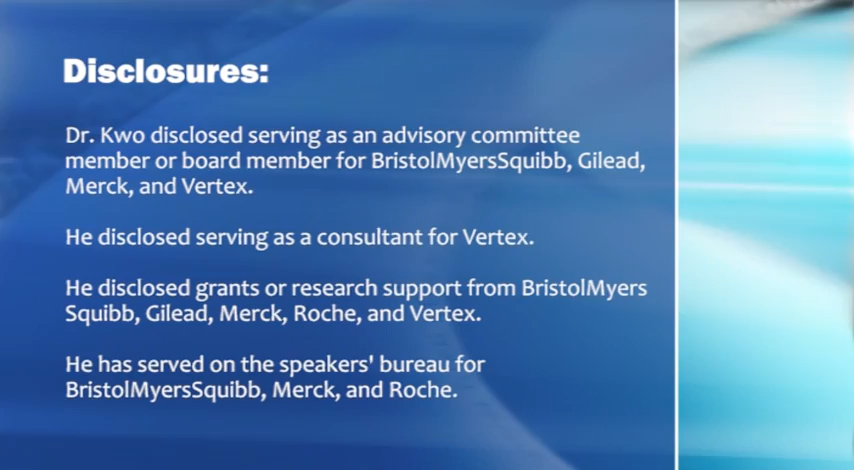 Disclosures:
Dr. Kwo disclosed serving as an advisory committee
member or board member for BristolMyersSquibb, Gilead,
Merck, and Vertex.
He disclosed serving as a consultant for Vertex.
He disclosed grants or research support from BristolMyers
Squibb, Gilead, Merck, Roche, and Vertex.
He has served on the speakers' bureau for
BristolMyersSquibb, Merck, and Roche.